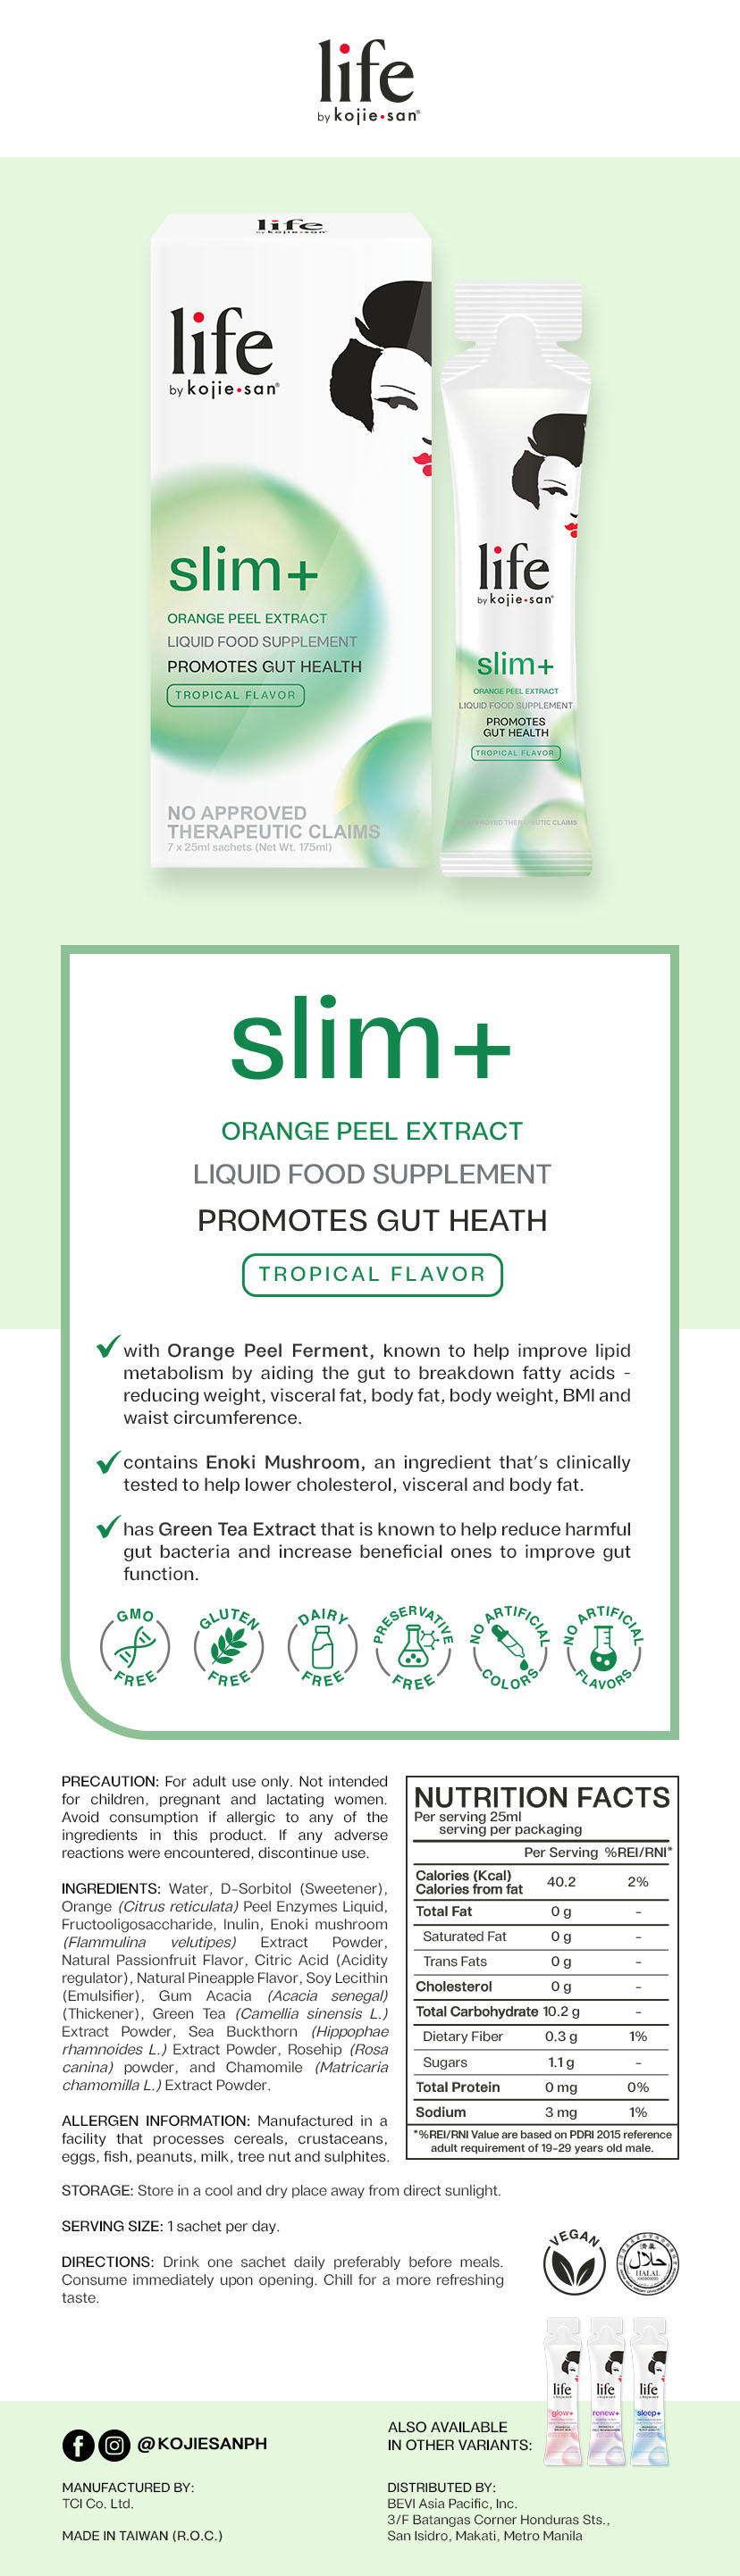 life
by kojie•san®
life
by kojie•san
life
by kojie•san®
slim+
ORANGE PEEL EXTRACT
LIQUID FOOD SUPPLEMENT
PROMOTES GUT HEALTH
TROPICAL FLAVOR
NO APPROVED
THERAPEUTIC CLAIMS
7 x 25ml sachets (Net Wt. 175ml)
life
by kojie•san®
slim+
ORANGE PEEL EXTRACT
LIQUID FOOD SUPPLEMENT
PROMOTES
GUT HEALTH
TROPICAL FLAVOR
slim+
ORANGE PEEL EXTRACT
LIQUID FOOD SUPPLEMENT
PROMOTES GUT HEATH
TROPICAL FLAVOR
with Orange Peel Ferment, known to help improve lipid
metabolism by aiding the gut to breakdown fatty acids -
reducing weight, visceral fat, body fat, body weight, BMI and
waist circumference.
contains Enoki Mushroom, an ingredient that's clinically
tested to help lower cholesterol, visceral and body fat.
has Green Tea Extract that is known to help reduce harmful
gut bacteria and increase beneficial ones to improve gut
function.
GMO FREE
GLUTEN FREE
DAIRY FREE
PRESERVATIVE FREE
NO ARTIFICIAL COLORS
NO ARTIFICIAL FLAVORS
PRECAUTION: For adult use only. Not intended
for children, pregnant and lactating women.
Avoid consumption if allergic to any of the
ingredients in this product. If any adverse
reactions were encountered, discontinue use.
INGREDIENTS: Water, D-Sorbitol (Sweetener),
Orange (Citrus reticulata) Peel Enzymes Liquid,
Fructooligosaccharide, Inulin, Enoki mushroom
(Flammulina velutipes) Extract Powder,
Natural Passionfruit Flavor, Citric Acid (Acidity
regulator), Natural Pineapple Flavor, Soy Lecithin
(Emulsifier), Gum Acacia (Acacia senegal)
(Thickener), Green Tea (Camellia sinensis L.)
Extract Powder, Sea Buckthorn (Hippophae
rhamnoides L.) Extract Powder, Rosehip (Rosa
canina) powder, and Chamomile (Matricaria
chamomilla L.) Extract Powder.
ALLERGEN INFORMATION: Manufactured in a
facility that processes cereals, crustaceans,
eggs, fish, peanuts, milk, tree nut and sulphites.
NUTRITION FACTS
Per serving 25ml
serving per packaging
Per Serving %REI/RNI*
Calories (Kcal)
Calories from fat 40.2 2%
Total Fat 0 g -
Saturated Fat 0 g -
Trans Fats 0 g -
Cholesterol 0 g -
Total Carbohydrate 10.2 g -
Dietary Fiber 0.3 g 1%
Sugars 1.1 g -
Total Protein 0 mg 0%
Sodium 3 mg 1%
*%REI/RNI Value are based on PDRI 2015 reference
adult requirement of 19-29 years old male.
STORAGE: Store in a cool and dry place away from direct sunlight.
SERVING SIZE: 1 sachet per day.
DIRECTIONS: Drink one sachet daily preferably before meals.
Consume immediately upon opening. Chill for a more refreshing
taste.
VEGAN
حلال
HALAL
life
glow+
life
renew+
life
sleep+
@KOJIESANPH
ALSO AVAILABLE
IN OTHER VARIANTS:
MANUFACTURED BY:
TCI Co. Ltd.
MADE IN TAIWAN (R.O.C.)
DISTRIBUTED BY:
BEVI Asia Pacific, Inc.
3/F Batangas Corner Honduras Sts.,
San Isidro, Makati, Metro Manila